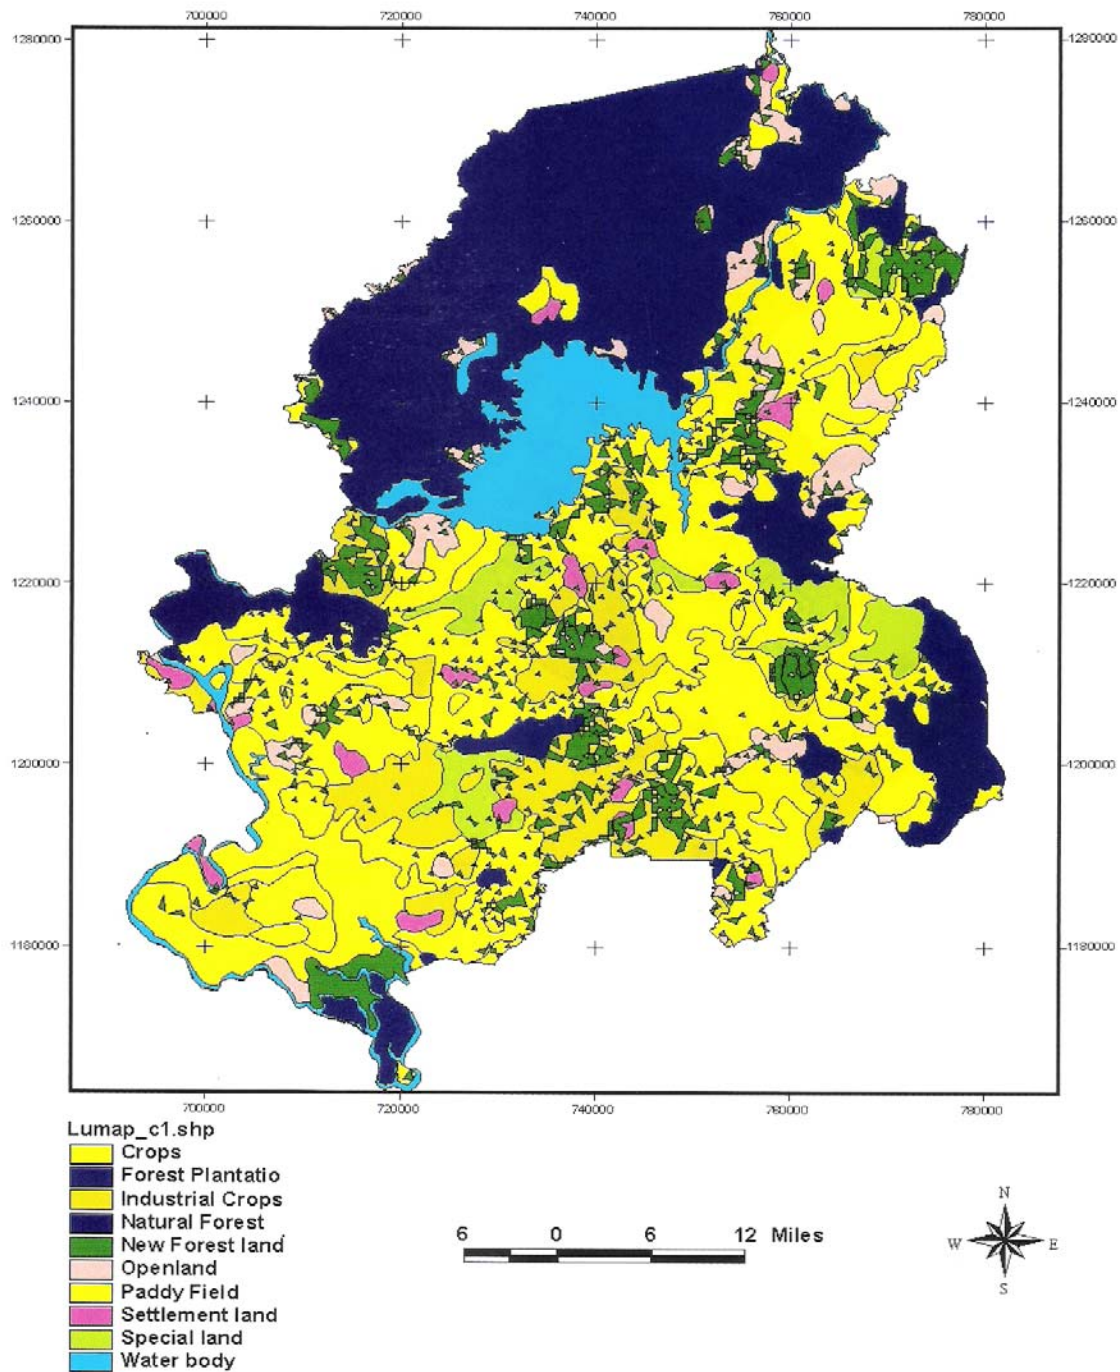 700000 720000 740000 760000 780000
1280000 1280000
1260000 1260000
1240000 1240000
1220000 1220000
1200000 1200000
1180000 1180000
700000 720000 740000 760000 780000
Lumap_c1.shp
Crops
Forest Plantatio
Industrial Crops
Natural Forest
New Forest land
Openland
Paddy Field
Settlement land
Special land
Water body
6 0 6 12 Miles
N
W E
S